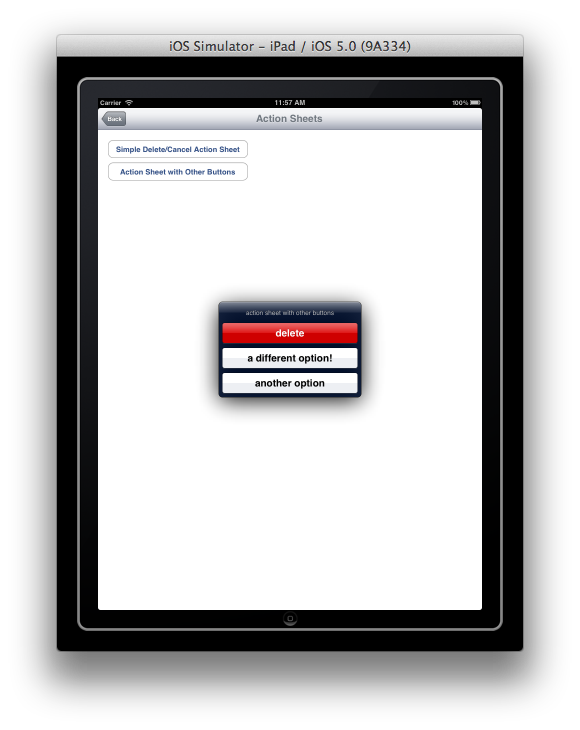 iOS Simulator – iPad / iOS 5.0 (9A334)
Carrier 11:57 AM 100%
Back Action Sheets
Simple Delete/Cancel Action Sheet
Action Sheet with Other Buttons
action sheet with other buttons
delete
a different option!
another option